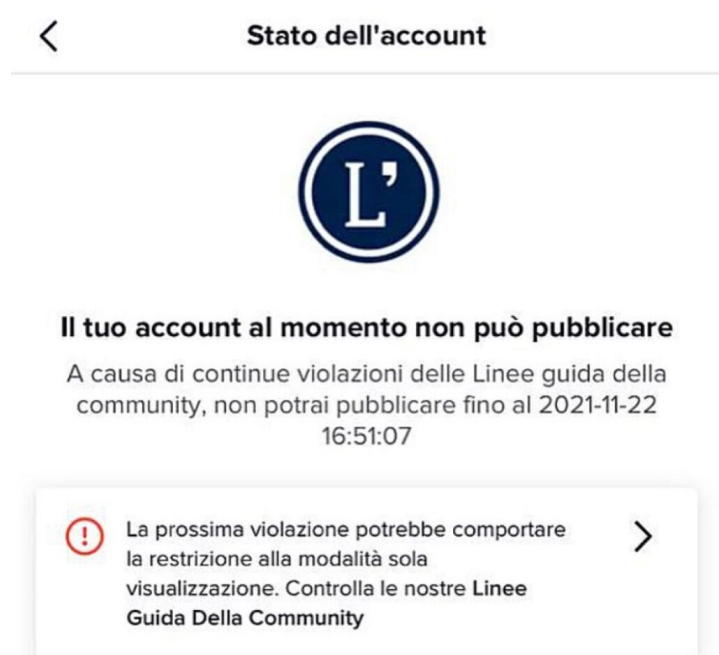 Stato dell'account
L'
Il tuo account al momento non può pubblicare
A causa di continue violazioni delle Linee guida della
community, non potrai pubblicare fino al 2021-11-22
16:51:07
La prossima violazione potrebbe comportare
la restrizione alla modalità sola
visualizzazione. Controlla le nostre Linee
Guida Della Community